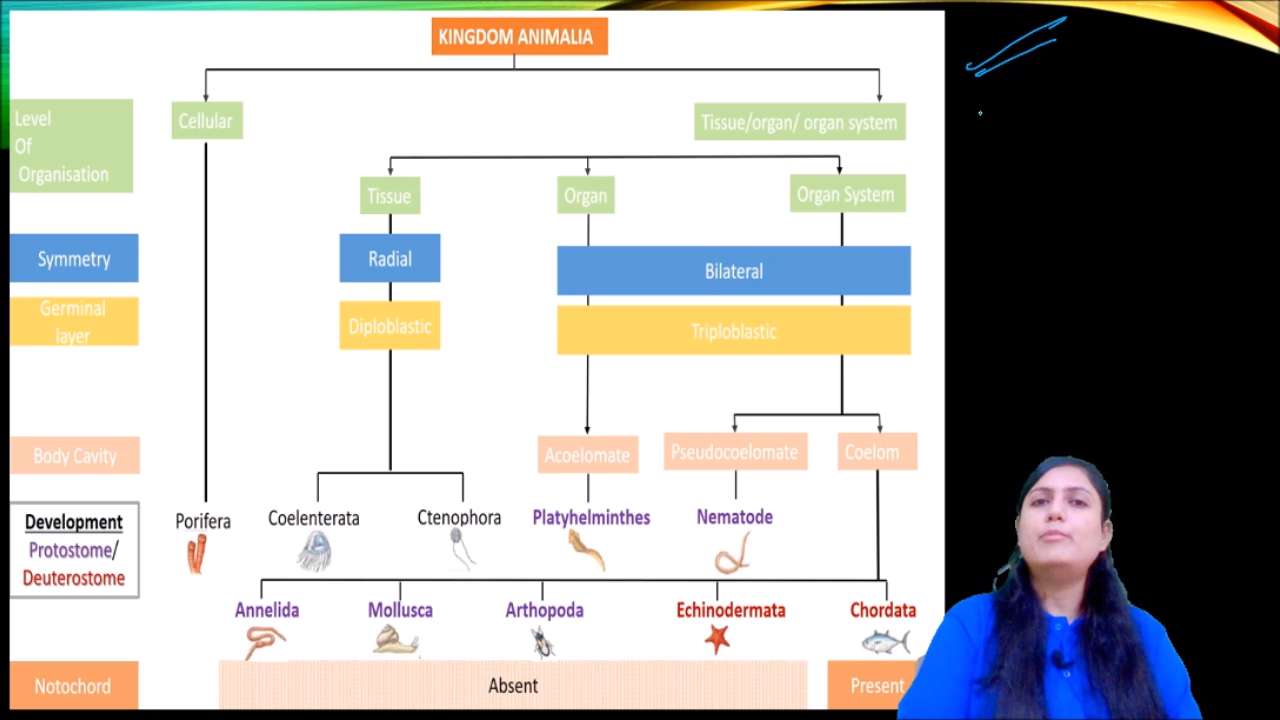 KINGDOM ANIMALIA
Level
Of
Organisation
Cellular
Tissue/organ/ organ system
Tissue
Organ
Organ System
Symmetry
Radial
Bilateral
Germinal
layer
Diploblastic
Triploblastic
Body Cavity
Acoelomate
Pseudocoelomate
Coelom
Development
Protostome/
Deuterostome
Porifera
Coelenterata
Ctenophora
Platyhelminthes
Nematode
Annelida
Mollusca
Arthopoda
Echinodermata
Chordata
Notochord
Absent
Present